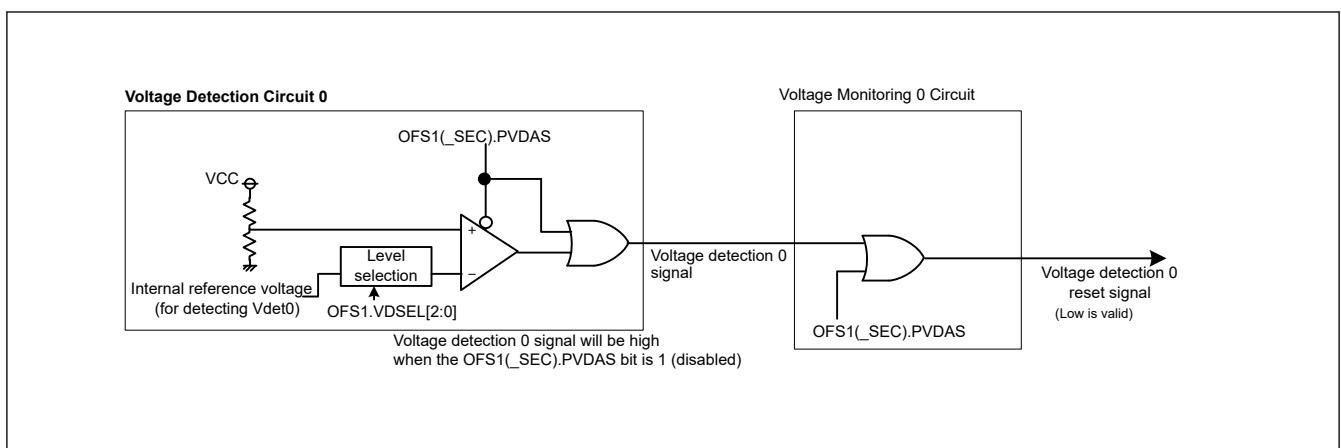 Voltage Detection Circuit 0
Voltage Monitoring 0 Circuit
OFS1(_SEC).PVDAS
VCC
+
Level
selection
−
Internal reference voltage
(for detecting Vdet0)
OFS1.VDSEL[2:0]
Voltage detection 0
signal
Voltage detection 0 signal will be high
when the OFS1(_SEC).PVDAS bit is 1 (disabled)
OFS1(_SEC).PVDAS
Voltage detection 0
reset signal
(Low is valid)